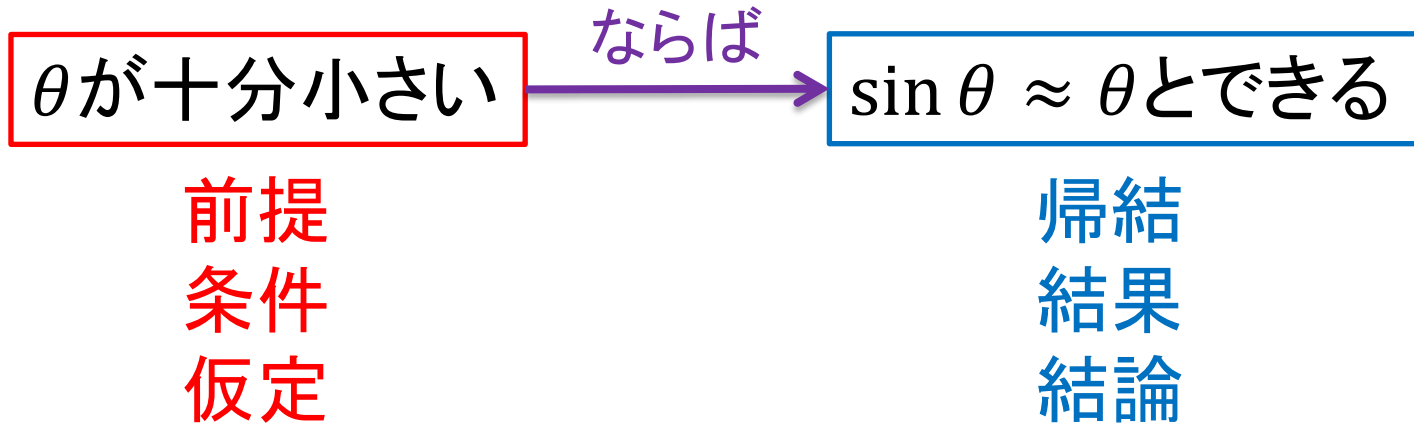 ならば
θが十分小さい
sin θ ≈ θとできる
前提
条件
仮定
帰結
結果
結論